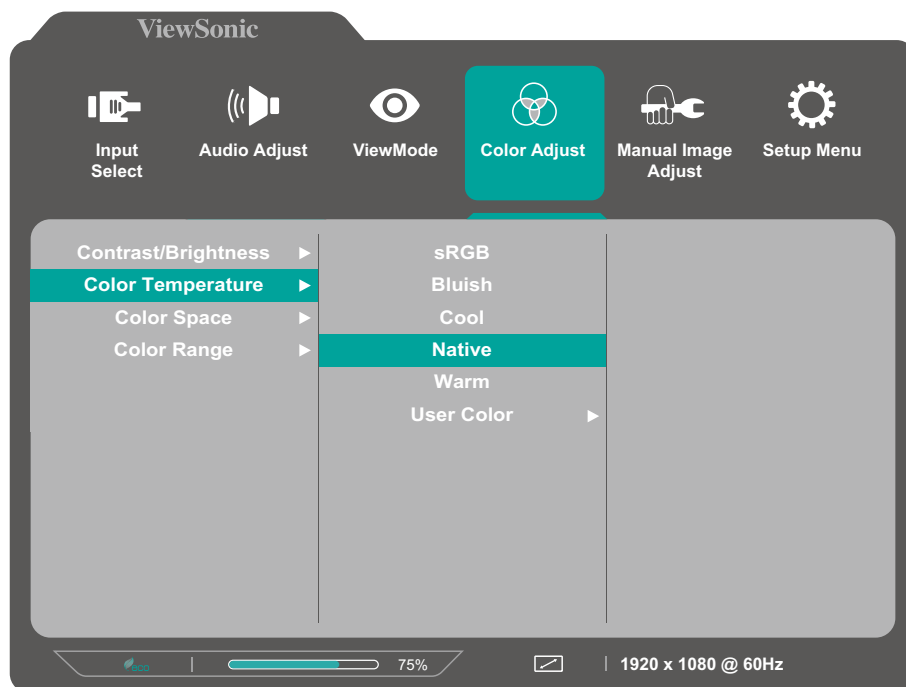 ViewSonic
Input
Select
Audio Adjust
ViewMode
Color Adjust
Manual Image
Adjust
Setup Menu
Contrast/Brightness
Color Temperature
Color Space
Color Range
sRGB
Bluish
Cool
Native
Warm
User Color
eco
75%
1920 x 1080 @ 60Hz